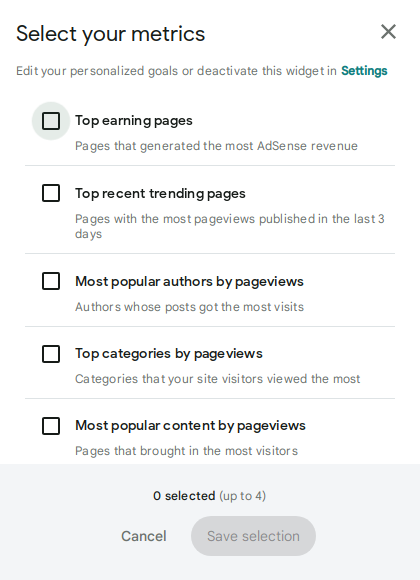 Select your metrics
Edit your personalized goals or deactivate this widget in Settings
Top earning pages
Pages that generated the most AdSense revenue
Top recent trending pages
Pages with the most pageviews published in the last 3
days
Most popular authors by pageviews
Authors whose posts got the most visits
Top categories by pageviews
Categories that your site visitors viewed the most
Most popular content by pageviews
Pages that brought in the most visitors
0 selected (up to 4)
Cancel
Save selection